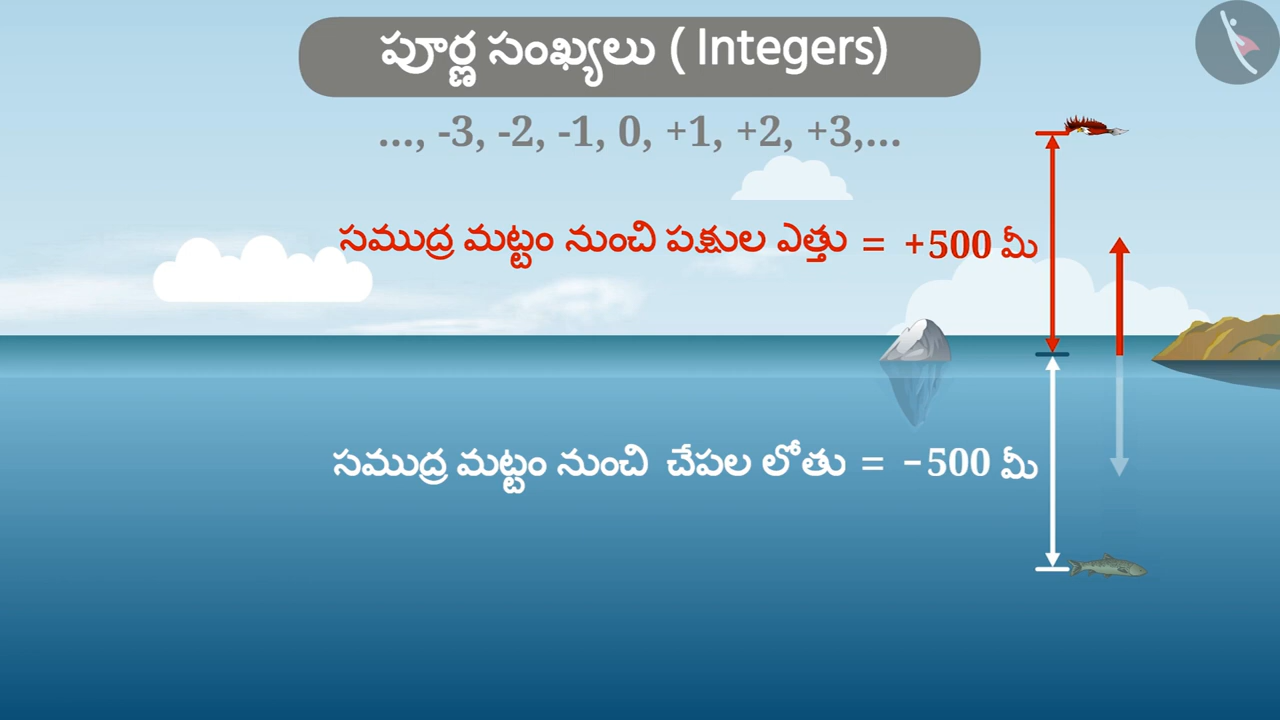 పూర్ణ సంఖ్యలు ( Integers)
..., -3, -2, -1, 0, +1, +2, +3,...
సముద్ర మట్టం నుంచి పక్షుల ఎత్తు = +500 మీ
సముద్ర మట్టం నుంచి చేపల లోతు = -500 మీ